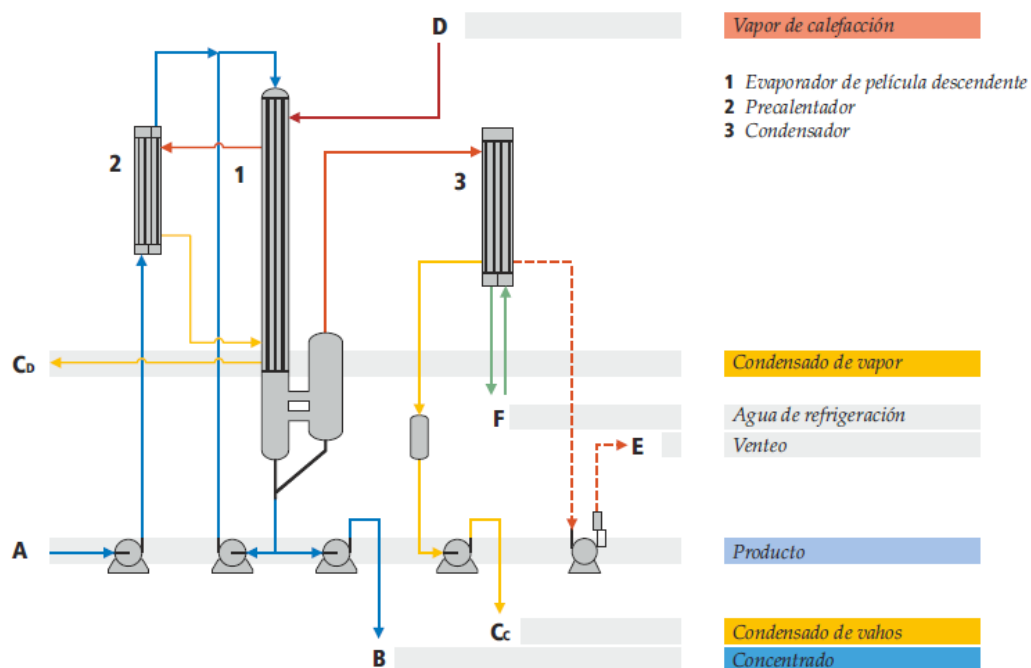 D
Vapor de calefacción
1 Evaporador de película descendente
2 Precalentador
3 Condensador
2
1
3
CD
Condensado de vapor
F
Agua de refrigeración
E
Venteo
A
Producto
CC
Condensado de vahos
B
Concentrado